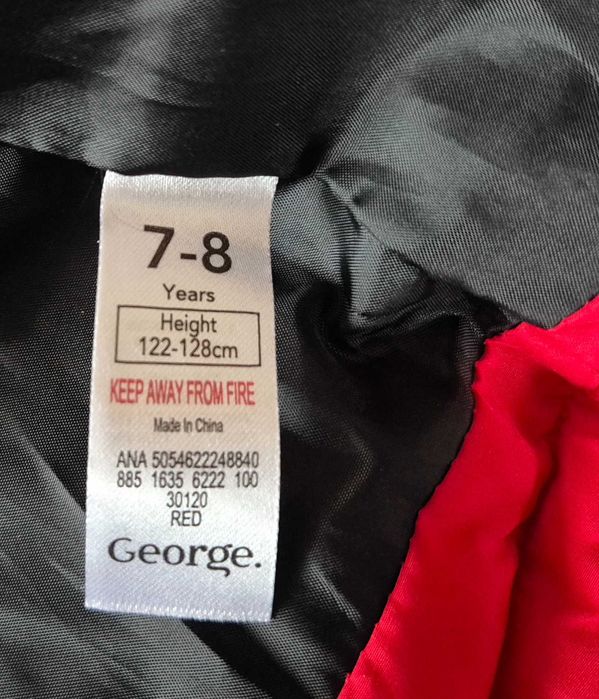 7-8
Years
Height
122-128cm
KEEP AWAY FROM FIRE
Made In China
ANA 5054622248840
885 1635 6222 100
30120
RED
George.